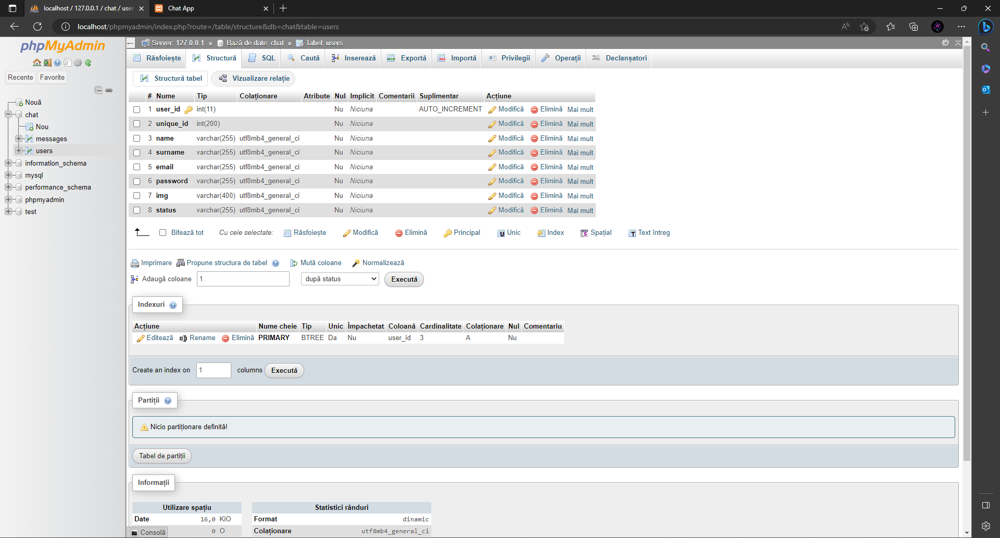 localhost / 127.0.0.1 / chat / user
Chat App
localhost/phpmyadmin/index.php?route=/table/structure&db=chat&table=users
phpMyAdmin
Recente Favorite
Nouă
chat
Nou
messages
users
information_schema
mysql
performance_schema
phpmyadmin
test
Server: 127.0.0.1 » Bază de date: chat » Tabel: users
Răsfoiește Structură SQL Caută Inserează Exportă Importă Privilegii Operații Declanșatori
Structură tabel Vizualizare relație
# Nume Tip Colaționare Atribute Nul Implicit Comentarii Suplimentar Acțiune
1 user_id int(11) Nu Niciuna AUTO_INCREMENT Modifică Elimină Mai mult
2 unique_id int(200) Nu Niciuna Modifică Elimină Mai mult
3 name varchar(255) utf8mb4_general_ci Nu Niciuna Modifică Elimină Mai mult
4 surname varchar(255) utf8mb4_general_ci Nu Niciuna Modifică Elimină Mai mult
5 email varchar(255) utf8mb4_general_ci Nu Niciuna Modifică Elimină Mai mult
6 password varchar(255) utf8mb4_general_ci Nu Niciuna Modifică Elimină Mai mult
7 img varchar(400) utf8mb4_general_ci Nu Niciuna Modifică Elimină Mai mult
8 status varchar(255) utf8mb4_general_ci Nu Niciuna Modifică Elimină Mai mult
Bifează tot Cu cele selectate: Răsfoiește Modifică Elimină Principal Unic Index Spațial Text întreg
Imprimare Propune structura de tabel Mută coloane Normalizează
Adaugă coloane 1 după status Execută
Indexuri
Acțiune Nume cheie Tip Unic Împachetat Coloană Cardinalitate Colaționare Nul Comentariu
Editează Rename Elimină PRIMARY BTREE Da Nu user_id 3 A Nu
Create an index on 1 columns Execută
Partiții
Nicio partiționare definită!
Tabel de partiții
Informații
Utilizare spațiu Statistici rânduri
Date 16,0 KiO Format dinamic
0 O Colaționare utf8mb4_general_ci
Consolă